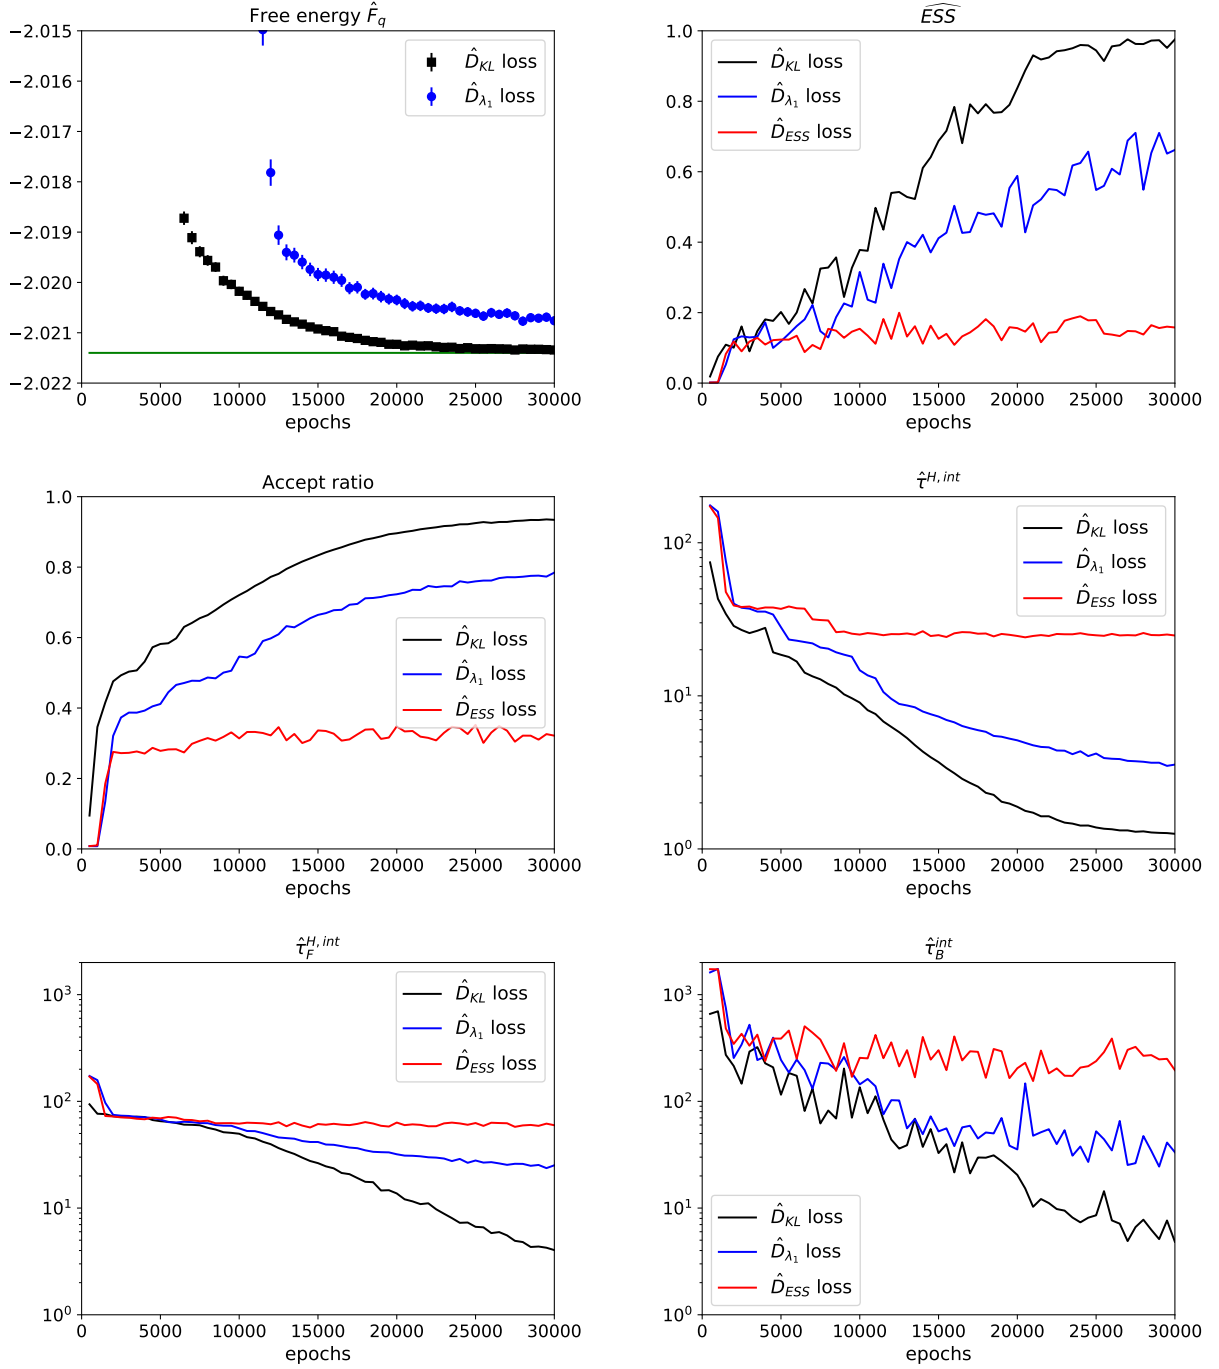 Free energy F̂_q
−2.015
−2.016
−2.017
−2.018
−2.019
−2.020
−2.021
−2.022
0 5000 10000 15000 20000 25000 30000
epochs
D̂_KL loss
D̂_λ₁ loss
ESS^
1.0
0.8
0.6
0.4
0.2
0.0
0 5000 10000 15000 20000 25000 30000
epochs
D̂_KL loss
D̂_λ₁ loss
D̂_ESS loss
Accept ratio
1.0
0.8
0.6
0.4
0.2
0.0
0 5000 10000 15000 20000 25000 30000
epochs
D̂_KL loss
D̂_λ₁ loss
D̂_ESS loss
τ̂^{H, int}
10²
10¹
10⁰
0 5000 10000 15000 20000 25000 30000
epochs
D̂_KL loss
D̂_λ₁ loss
D̂_ESS loss
τ̂_F^{H, int}
10³
10²
10¹
10⁰
0 5000 10000 15000 20000 25000 30000
epochs
D̂_KL loss
D̂_λ₁ loss
D̂_ESS loss
τ̂_B^{int}
10³
10²
10¹
10⁰
0 5000 10000 15000 20000 25000 30000
epochs
D̂_KL loss
D̂_λ₁ loss
D̂_ESS loss